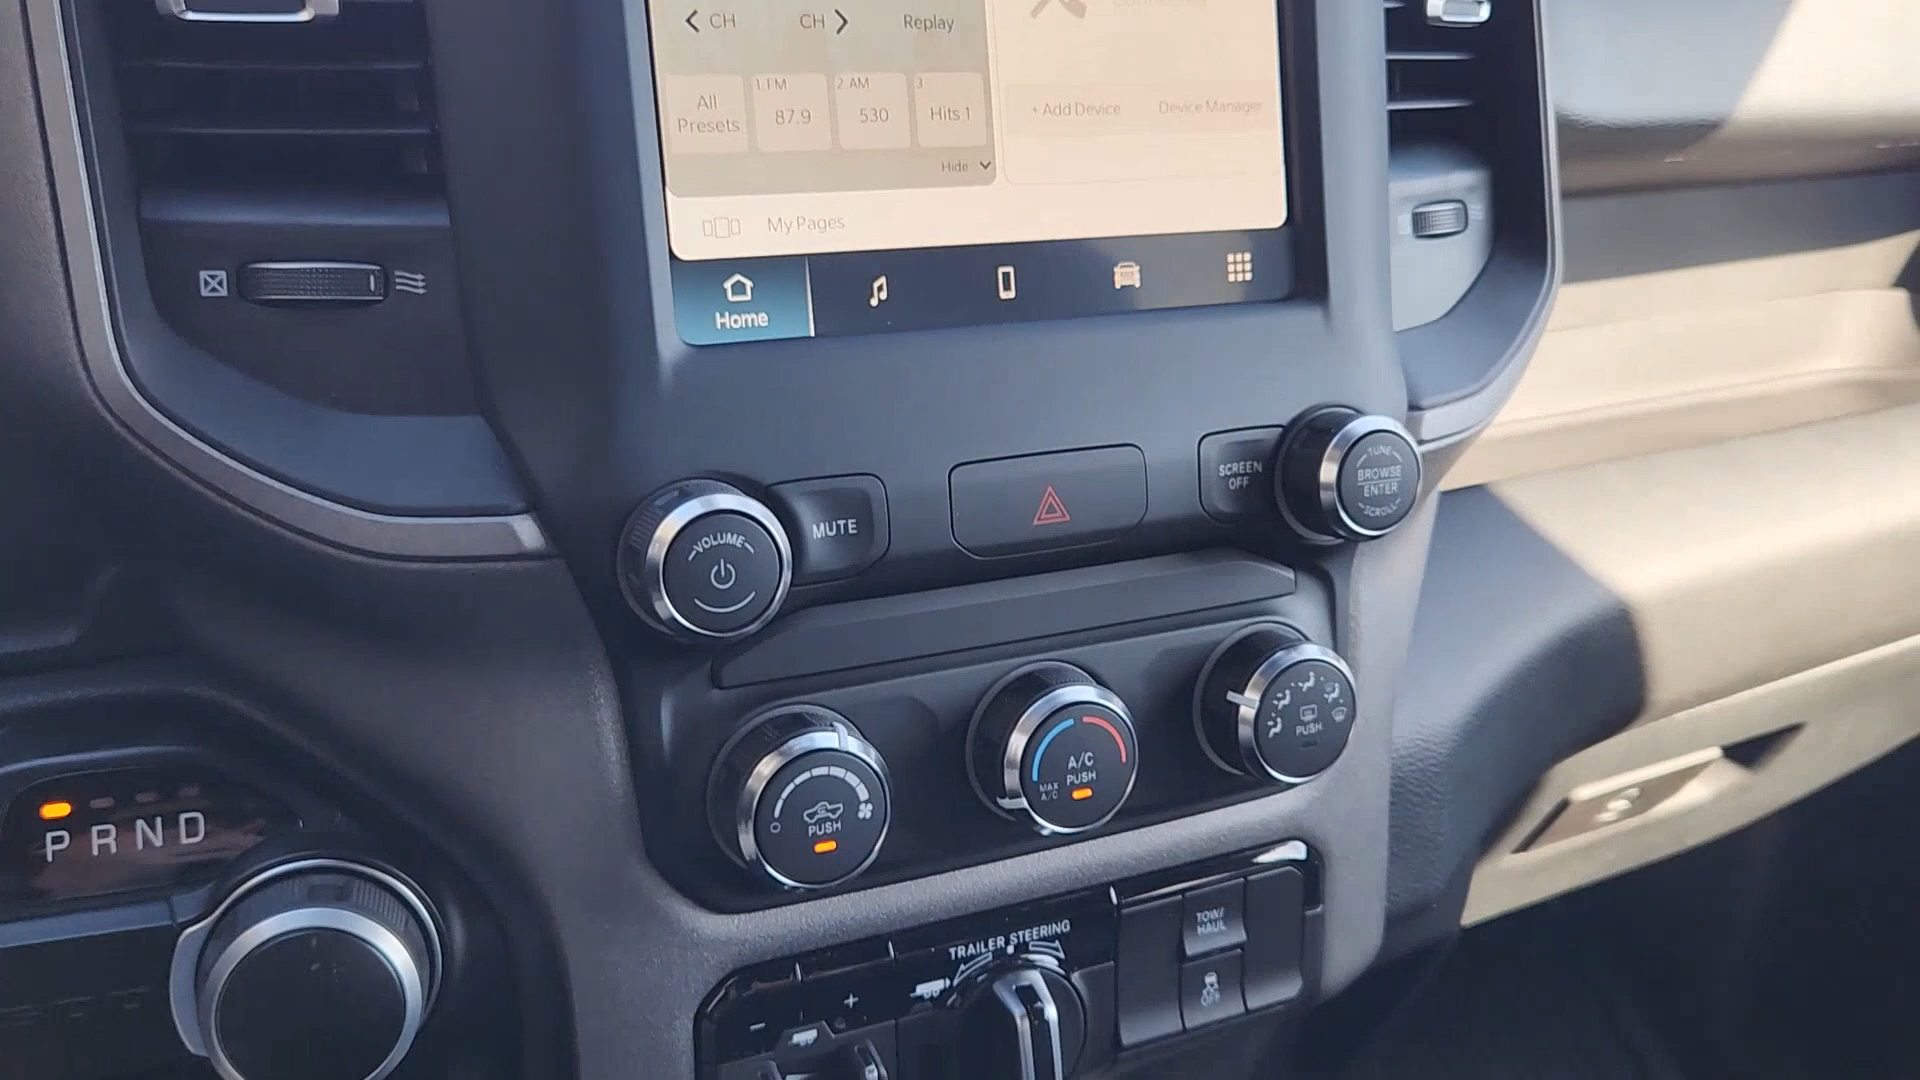 CH
CH
Replay
All
Presets
1 FM
87.9
2 AM
530
3
Hits 1
Hide
+ Add Device
Device Manager
My Pages
Home
VOLUME
MUTE
SCREEN
OFF
TUNE
BROWSE
ENTER
SCROLL
PUSH
A/C
PUSH
MAX
A/C
PUSH
P R N D
TRAILER STEERING
TOW/
HAUL
OFF
+
-